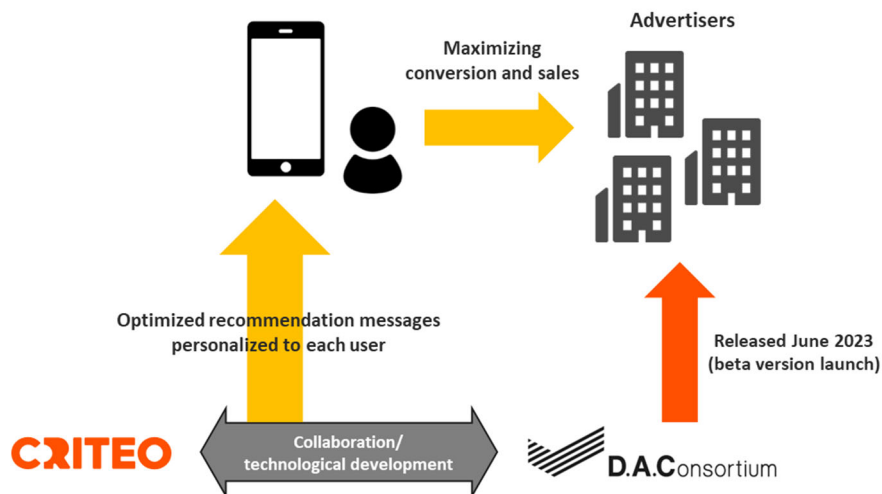 Advertisers
Maximizing
conversion and sales
Optimized recommendation messages
personalized to each user
Released June 2023
(beta version launch)
CRITEO
Collaboration/
technological development
D.A.Consortium